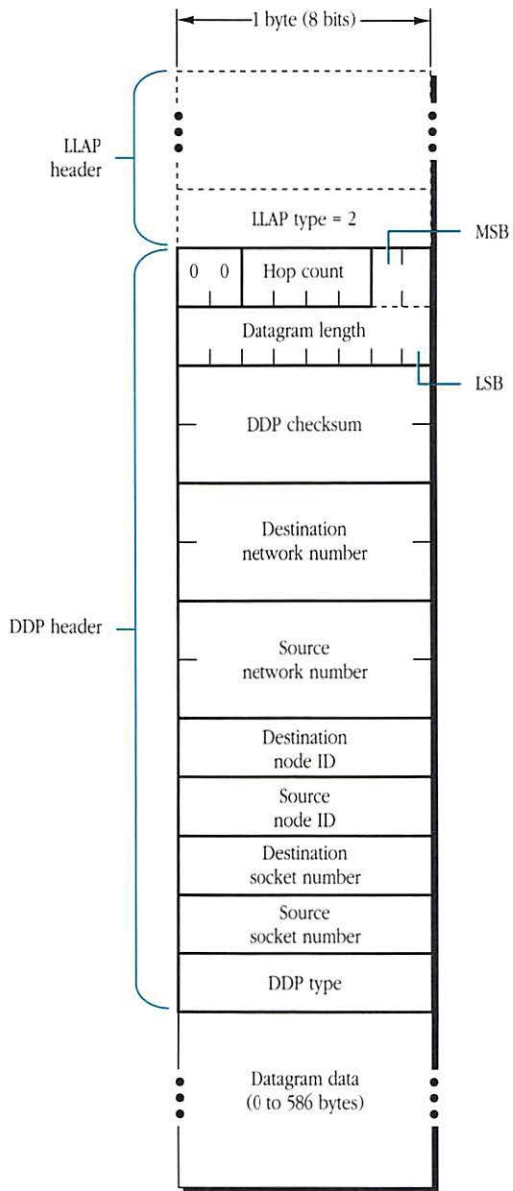 1 byte (8 bits)
LLAP
header
LLAP type = 2
MSB
0 0 Hop count
Datagram length
LSB
DDP checksum
Destination
network number
DDP header
Source
network number
Destination
node ID
Source
node ID
Destination
socket number
Source
socket number
DDP type
Datagram data
(0 to 586 bytes)